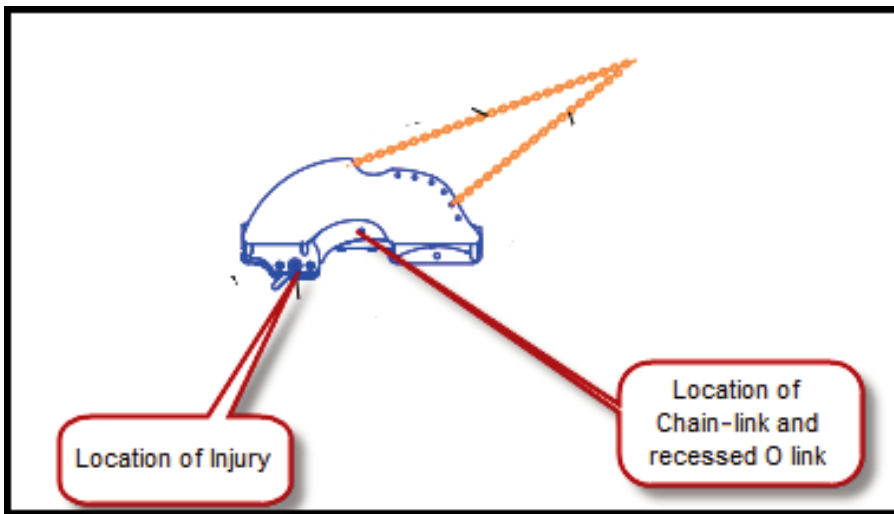 Location of Injury
Location of
Chain-link and
recessed O link